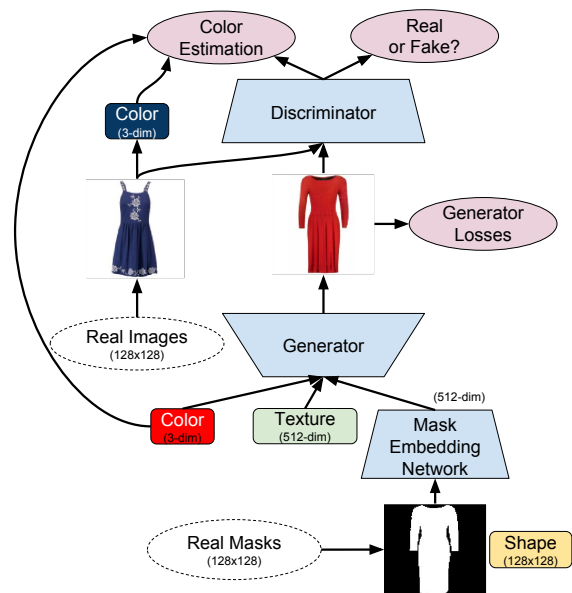 Color
Estimation
Real
or Fake?
Color
(3-dim)
Discriminator
Generator
Losses
Real Images
(128x128)
Generator
Color
(3-dim)
Texture
(512-dim)
(512-dim)
Mask
Embedding
Network
Real Masks
(128x128)
Shape
(128x128)